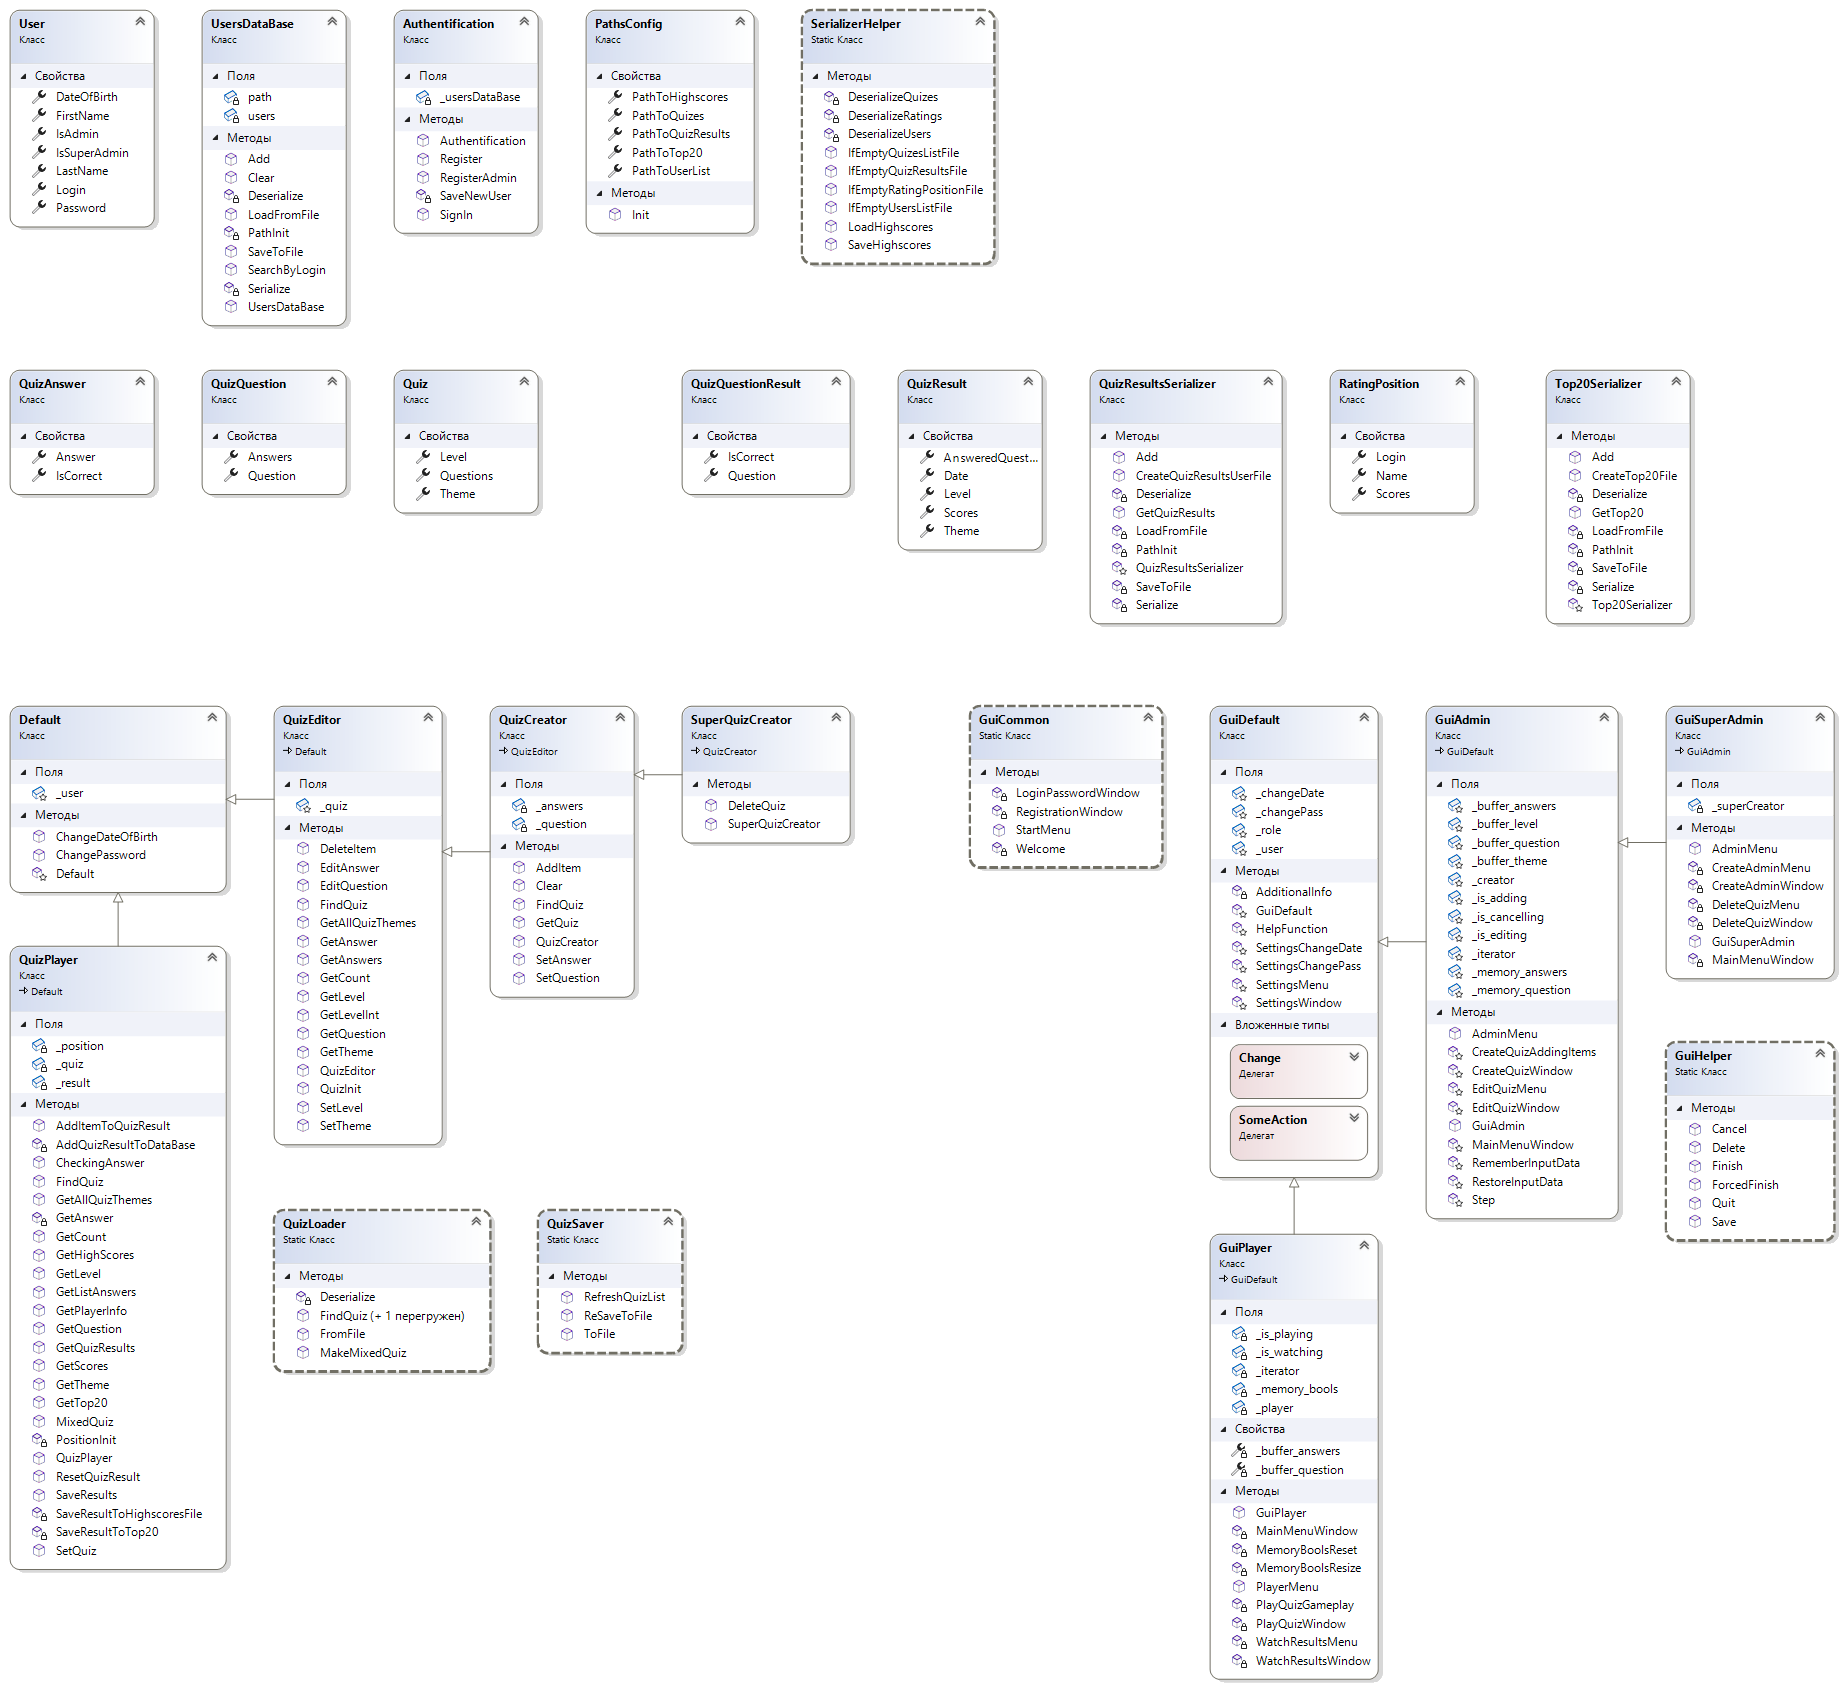 User
Класс
Свойства
DateOfBirth
FirstName
IsAdmin
IsSuperAdmin
LastName
Login
Password
UsersDataBase
Класс
Поля
path
users
Методы
Add
Clear
Deserialize
LoadFromFile
PathInit
SaveToFile
SearchByLogin
Serialize
UsersDataBase
Authentification
Класс
Поля
_usersDataBase
Методы
Authentification
Register
RegisterAdmin
SaveNewUser
SignIn
PathsConfig
Класс
Свойства
PathToHighscores
PathToQuizes
PathToQuizResults
PathToTop20
PathToUserList
Методы
Init
SerializerHelper
Static Класс
Методы
DeserializeQuizes
DeserializeRatings
DeserializeUsers
IfEmptyQuizesListFile
IfEmptyQuizResultsFile
IfEmptyRatingPositionFile
IfEmptyUsersListFile
LoadHighscores
SaveHighscores
QuizAnswer
Класс
Свойства
Answer
IsCorrect
QuizQuestion
Класс
Свойства
Answers
Question
Quiz
Класс
Свойства
Level
Questions
Theme
QuizQuestionResult
Класс
Свойства
IsCorrect
Question
QuizResult
Класс
Свойства
AnsweredQuest...
Date
Level
Scores
Theme
QuizResultsSerializer
Класс
Методы
Add
CreateQuizResultsUserFile
Deserialize
GetQuizResults
LoadFromFile
PathInit
QuizResultsSerializer
SaveToFile
Serialize
RatingPosition
Класс
Свойства
Login
Name
Scores
Top20Serializer
Класс
Методы
Add
CreateTop20File
Deserialize
GetTop20
LoadFromFile
PathInit
SaveToFile
Serialize
Top20Serializer
Default
Класс
Поля
_user
Методы
ChangeDateOfBirth
ChangePassword
Default
QuizPlayer
Класс
Default
Поля
_position
_quiz
_result
Методы
AddItemToQuizResult
AddQuizResultToDataBase
CheckingAnswer
FindQuiz
GetAllQuizThemes
GetAnswer
GetCount
GetHighScores
GetLevel
GetListAnswers
GetPlayerInfo
GetQuestion
GetQuizResults
GetScores
GetTheme
GetTop20
MixedQuiz
PositionInit
QuizPlayer
ResetQuizResult
SaveResults
SaveResultToHighscoresFile
SaveResultToTop20
SetQuiz
QuizEditor
Класс
Default
Поля
_quiz
Методы
DeleteItem
EditAnswer
EditQuestion
FindQuiz
GetAllQuizThemes
GetAnswer
GetAnswers
GetCount
GetLevel
GetLevelInt
GetQuestion
GetTheme
QuizEditor
QuizInit
SetLevel
SetTheme
QuizCreator
Класс
QuizEditor
Поля
_answers
_question
Методы
AddItem
Clear
FindQuiz
GetQuiz
QuizCreator
SetAnswer
SetQuestion
SuperQuizCreator
Класс
QuizCreator
Методы
DeleteQuiz
SuperQuizCreator
QuizLoader
Static Класс
Методы
Deserialize
FindQuiz (+ 1 перегружен)
FromFile
MakeMixedQuiz
QuizSaver
Static Класс
Методы
RefreshQuizList
ReSaveToFile
ToFile
GuiCommon
Static Класс
Методы
LoginPasswordWindow
RegistrationWindow
StartMenu
Welcome
GuiDefault
Класс
Поля
_changeDate
_changePass
_role
_user
Методы
AdditionalInfo
GuiDefault
HelpFunction
SettingsChangeDate
SettingsChangePass
SettingsMenu
SettingsWindow
Вложенные типы
Change
Делегат
SomeAction
Делегат
GuiPlayer
Класс
GuiDefault
Поля
_is_playing
_is_watching
_iterator
_memory_bools
_player
Свойства
_buffer_answers
_buffer_question
Методы
GuiPlayer
MainMenuWindow
MemoryBoolsReset
MemoryBoolsResize
PlayerMenu
PlayQuizGameplay
PlayQuizWindow
WatchResultsMenu
WatchResultsWindow
GuiAdmin
Класс
GuiDefault
Поля
_buffer_answers
_buffer_level
_buffer_question
_buffer_theme
_creator
_is_adding
_is_cancelling
_is_editing
_iterator
_memory_answers
_memory_question
Методы
AdminMenu
CreateQuizAddingItems
CreateQuizWindow
EditQuizMenu
EditQuizWindow
GuiAdmin
MainMenuWindow
RememberInputData
RestoreInputData
Step
GuiSuperAdmin
Класс
GuiAdmin
Поля
_superCreator
Методы
AdminMenu
CreateAdminMenu
CreateAdminWindow
DeleteQuizMenu
DeleteQuizWindow
GuiSuperAdmin
MainMenuWindow
GuiHelper
Static Класс
Методы
Cancel
Delete
Finish
ForcedFinish
Quit
Save